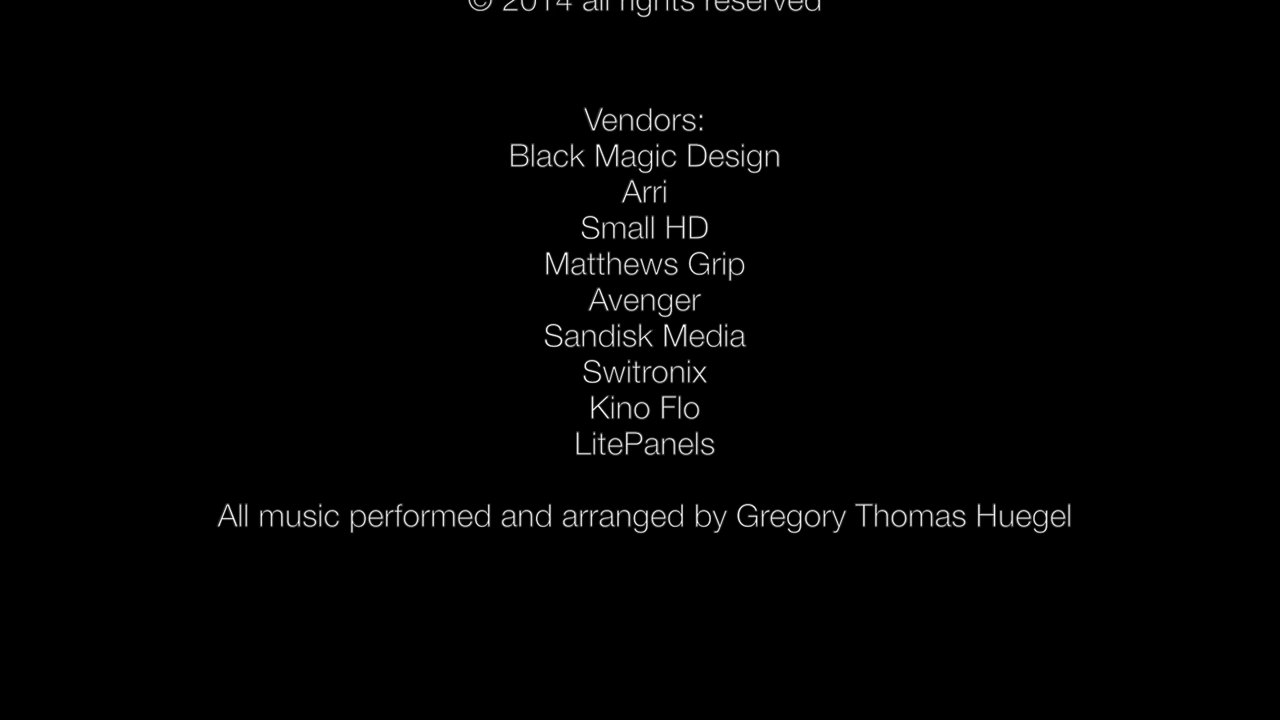 © 2014 all rights reserved
Vendors:
Black Magic Design
Arri
Small HD
Matthews Grip
Avenger
Sandisk Media
Switronix
Kino Flo
LitePanels
All music performed and arranged by Gregory Thomas Huegel